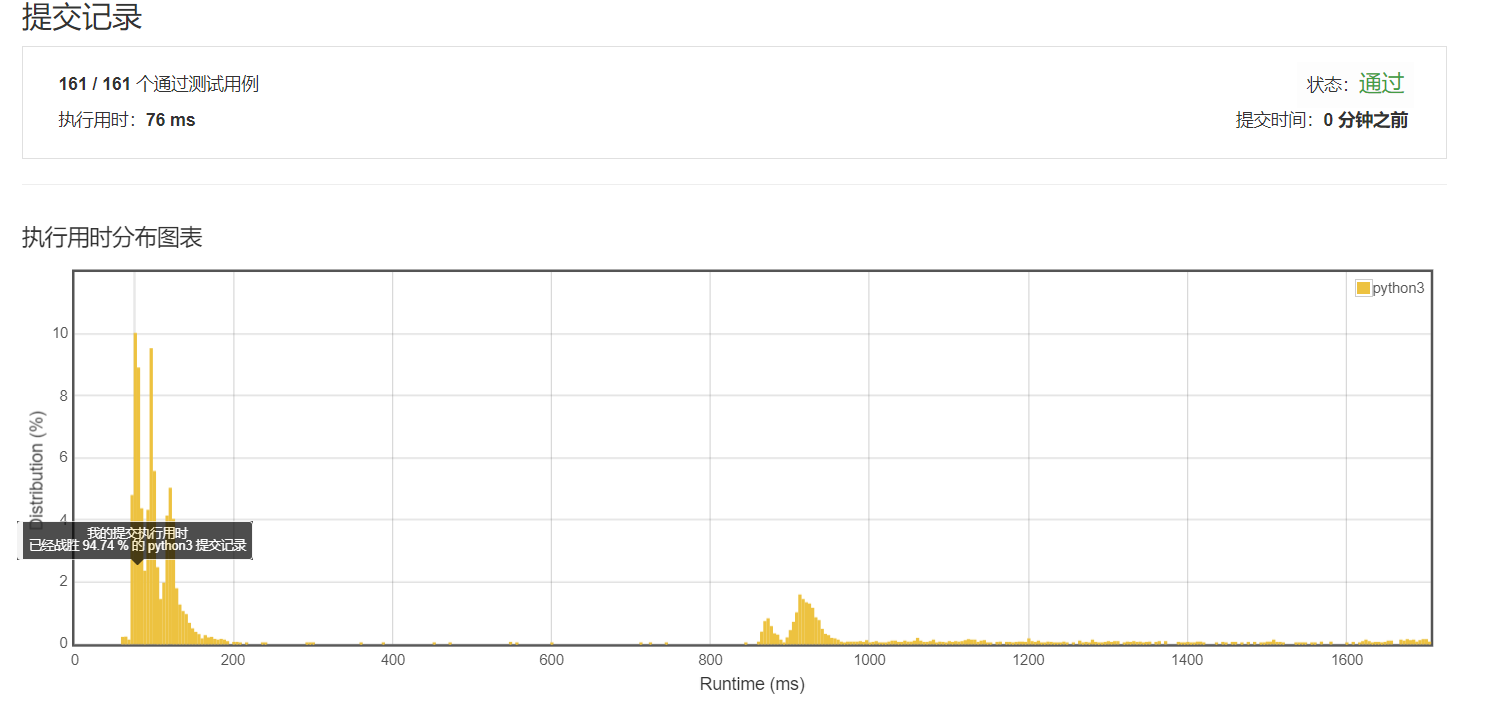 提交记录
161 / 161 个通过测试用例
状态：通过
执行用时：76 ms
提交时间：0 分钟之前
执行用时分布图表
python3
Distribution (%)
10
8
6
4
2
0
我的提交执行用时
已经战胜 94.74 % 的 python3 提交记录
0
200
400
600
800
1000
1200
1400
1600
Runtime (ms)